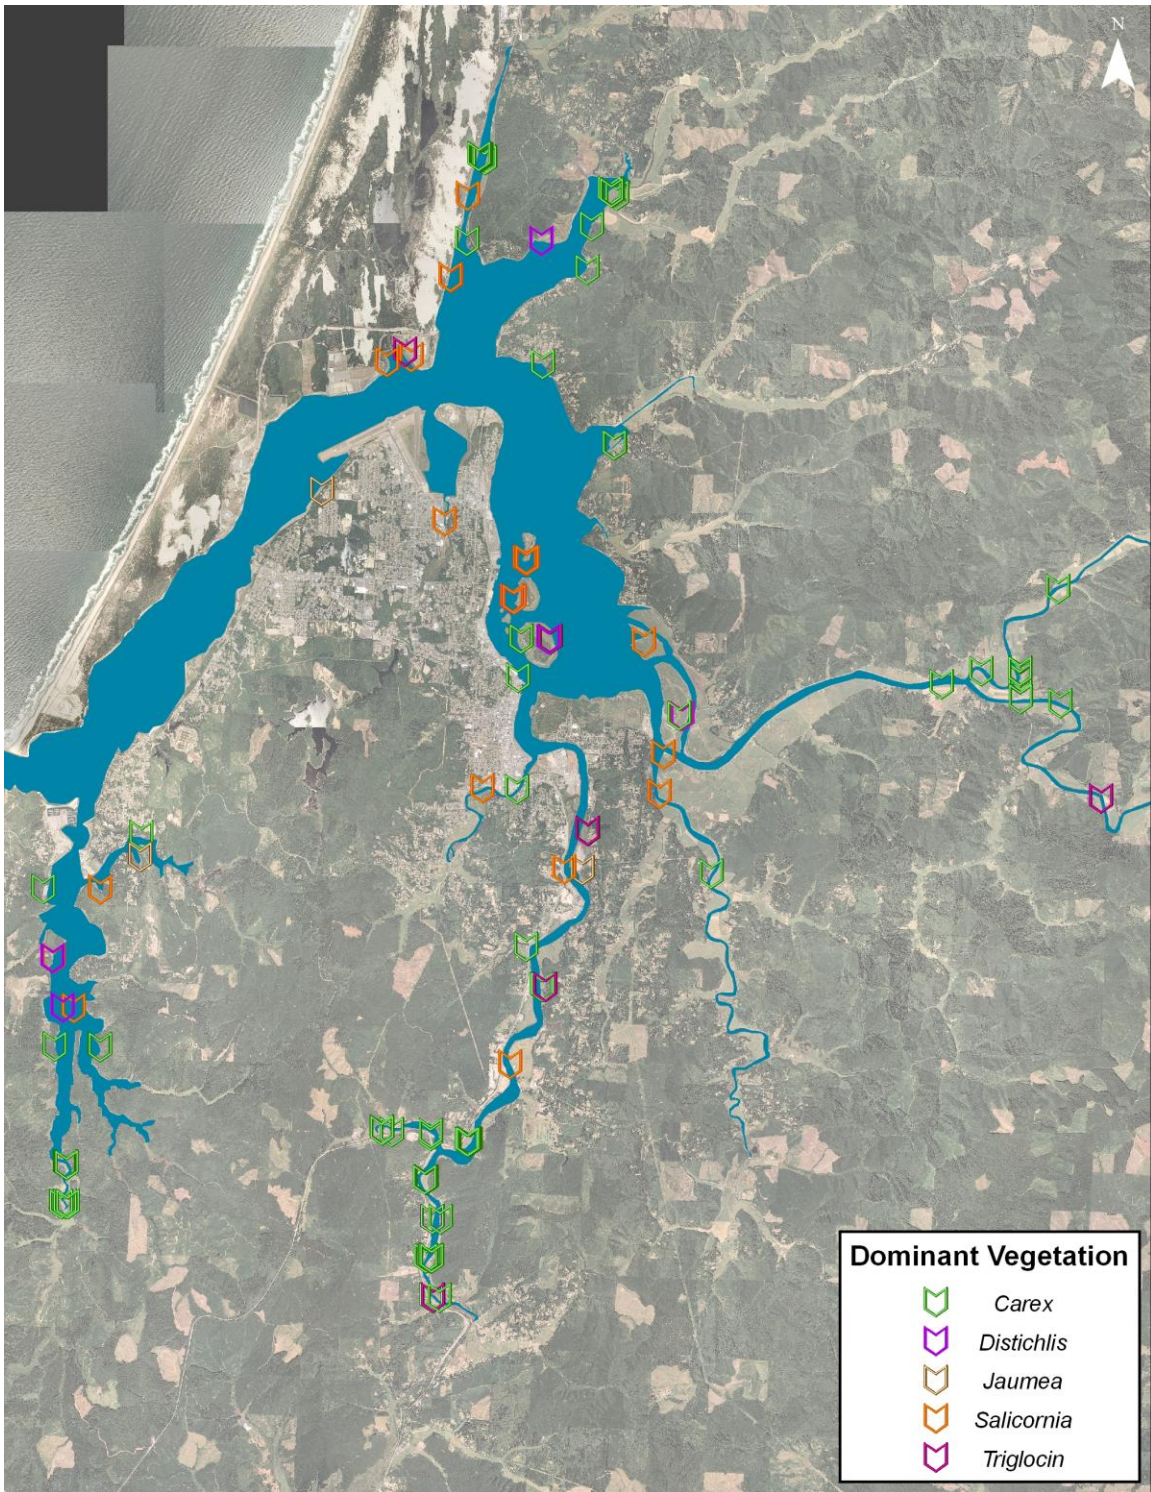 N
Dominant Vegetation
Carex
Distichlis
Jaumea
Salicornia
Triglocin